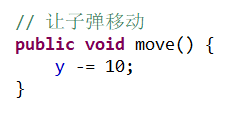 // 让子弹移动
public void move() {
    y -= 10;
}